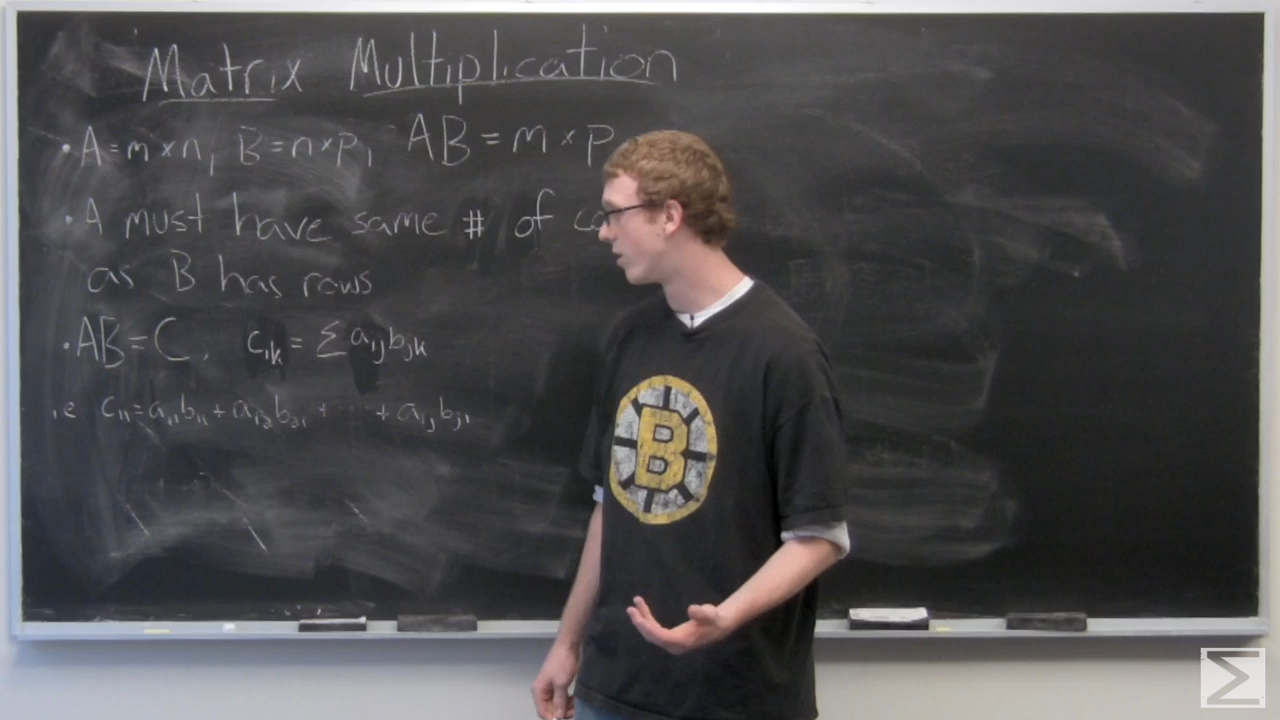 Matrix Multiplication
• A = m × n, B = n × p, AB = m × p
• A must have same # of co
as B has rows
• AB = C. c_ik = Σ a_ij b_jk
i.e c_11 = a_11 b_11 + a_12 b_21 + ... + a_1j b_j1
B
Σ